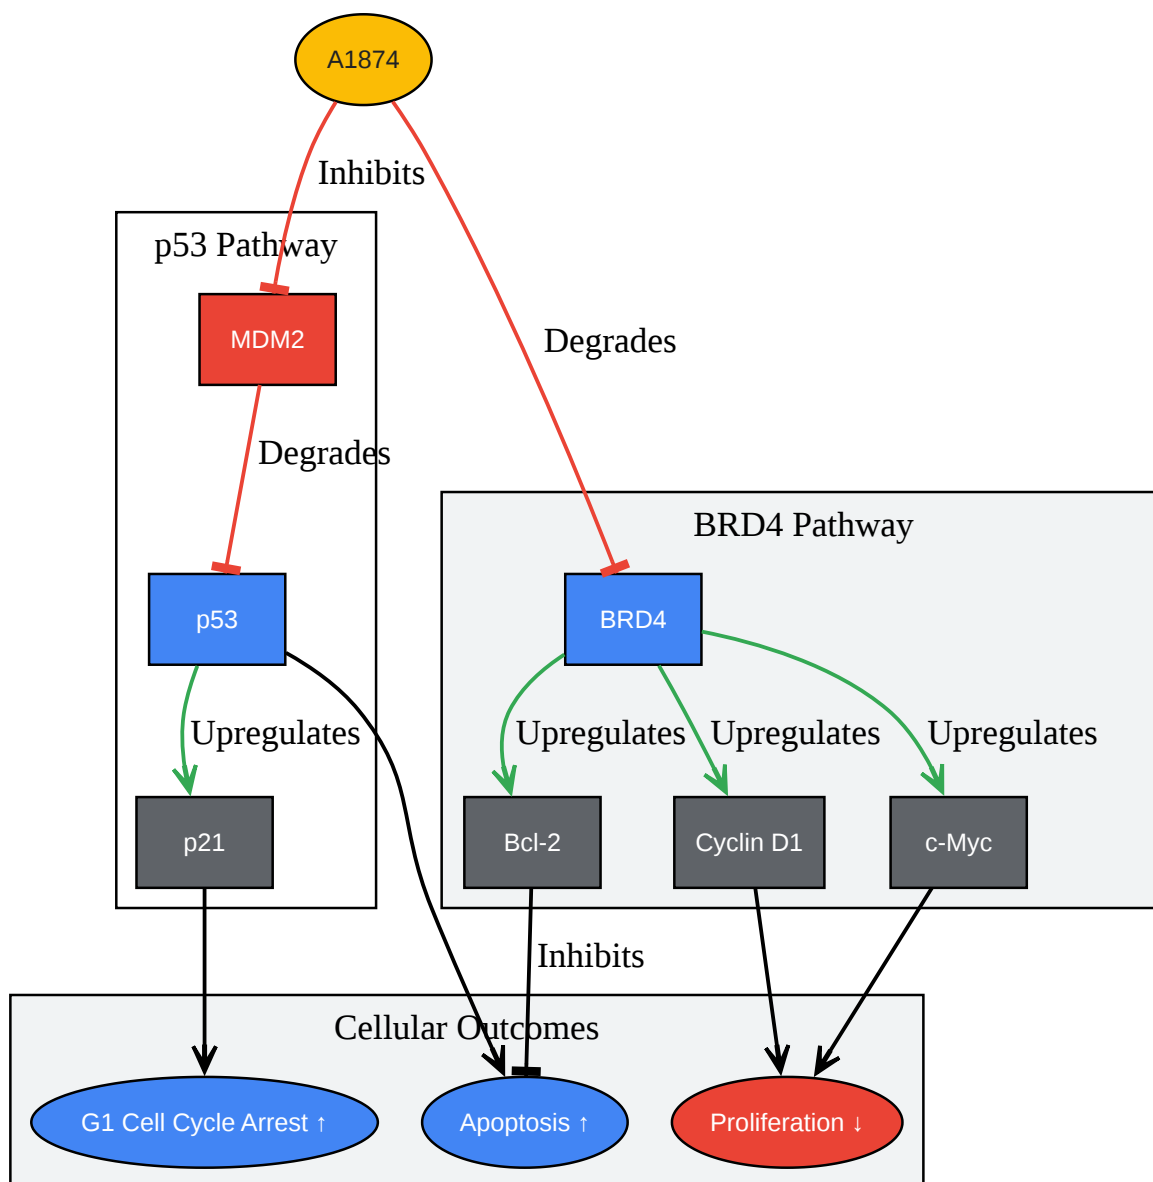 A1874
Inhibits
p53 Pathway
MDM2
Degrades
Degrades
BRD4 Pathway
p53
BRD4
Upregulates
Upregulates
Upregulates
Upregulates
p21
Bcl-2
Cyclin D1
c-Myc
Inhibits
Cellular Outcomes
G1 Cell Cycle Arrest ↑
Apoptosis ↑
Proliferation ↓